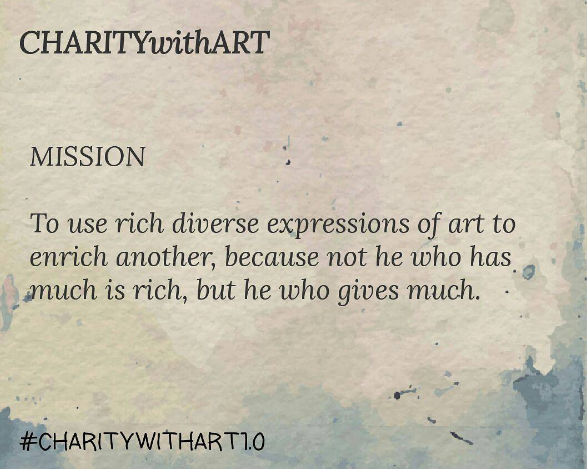 CHARITYwithART
MISSION
To use rich diverse expressions of art to
enrich another, because not he who has
much is rich, but he who gives much.
#CHARITYWITHART1.0